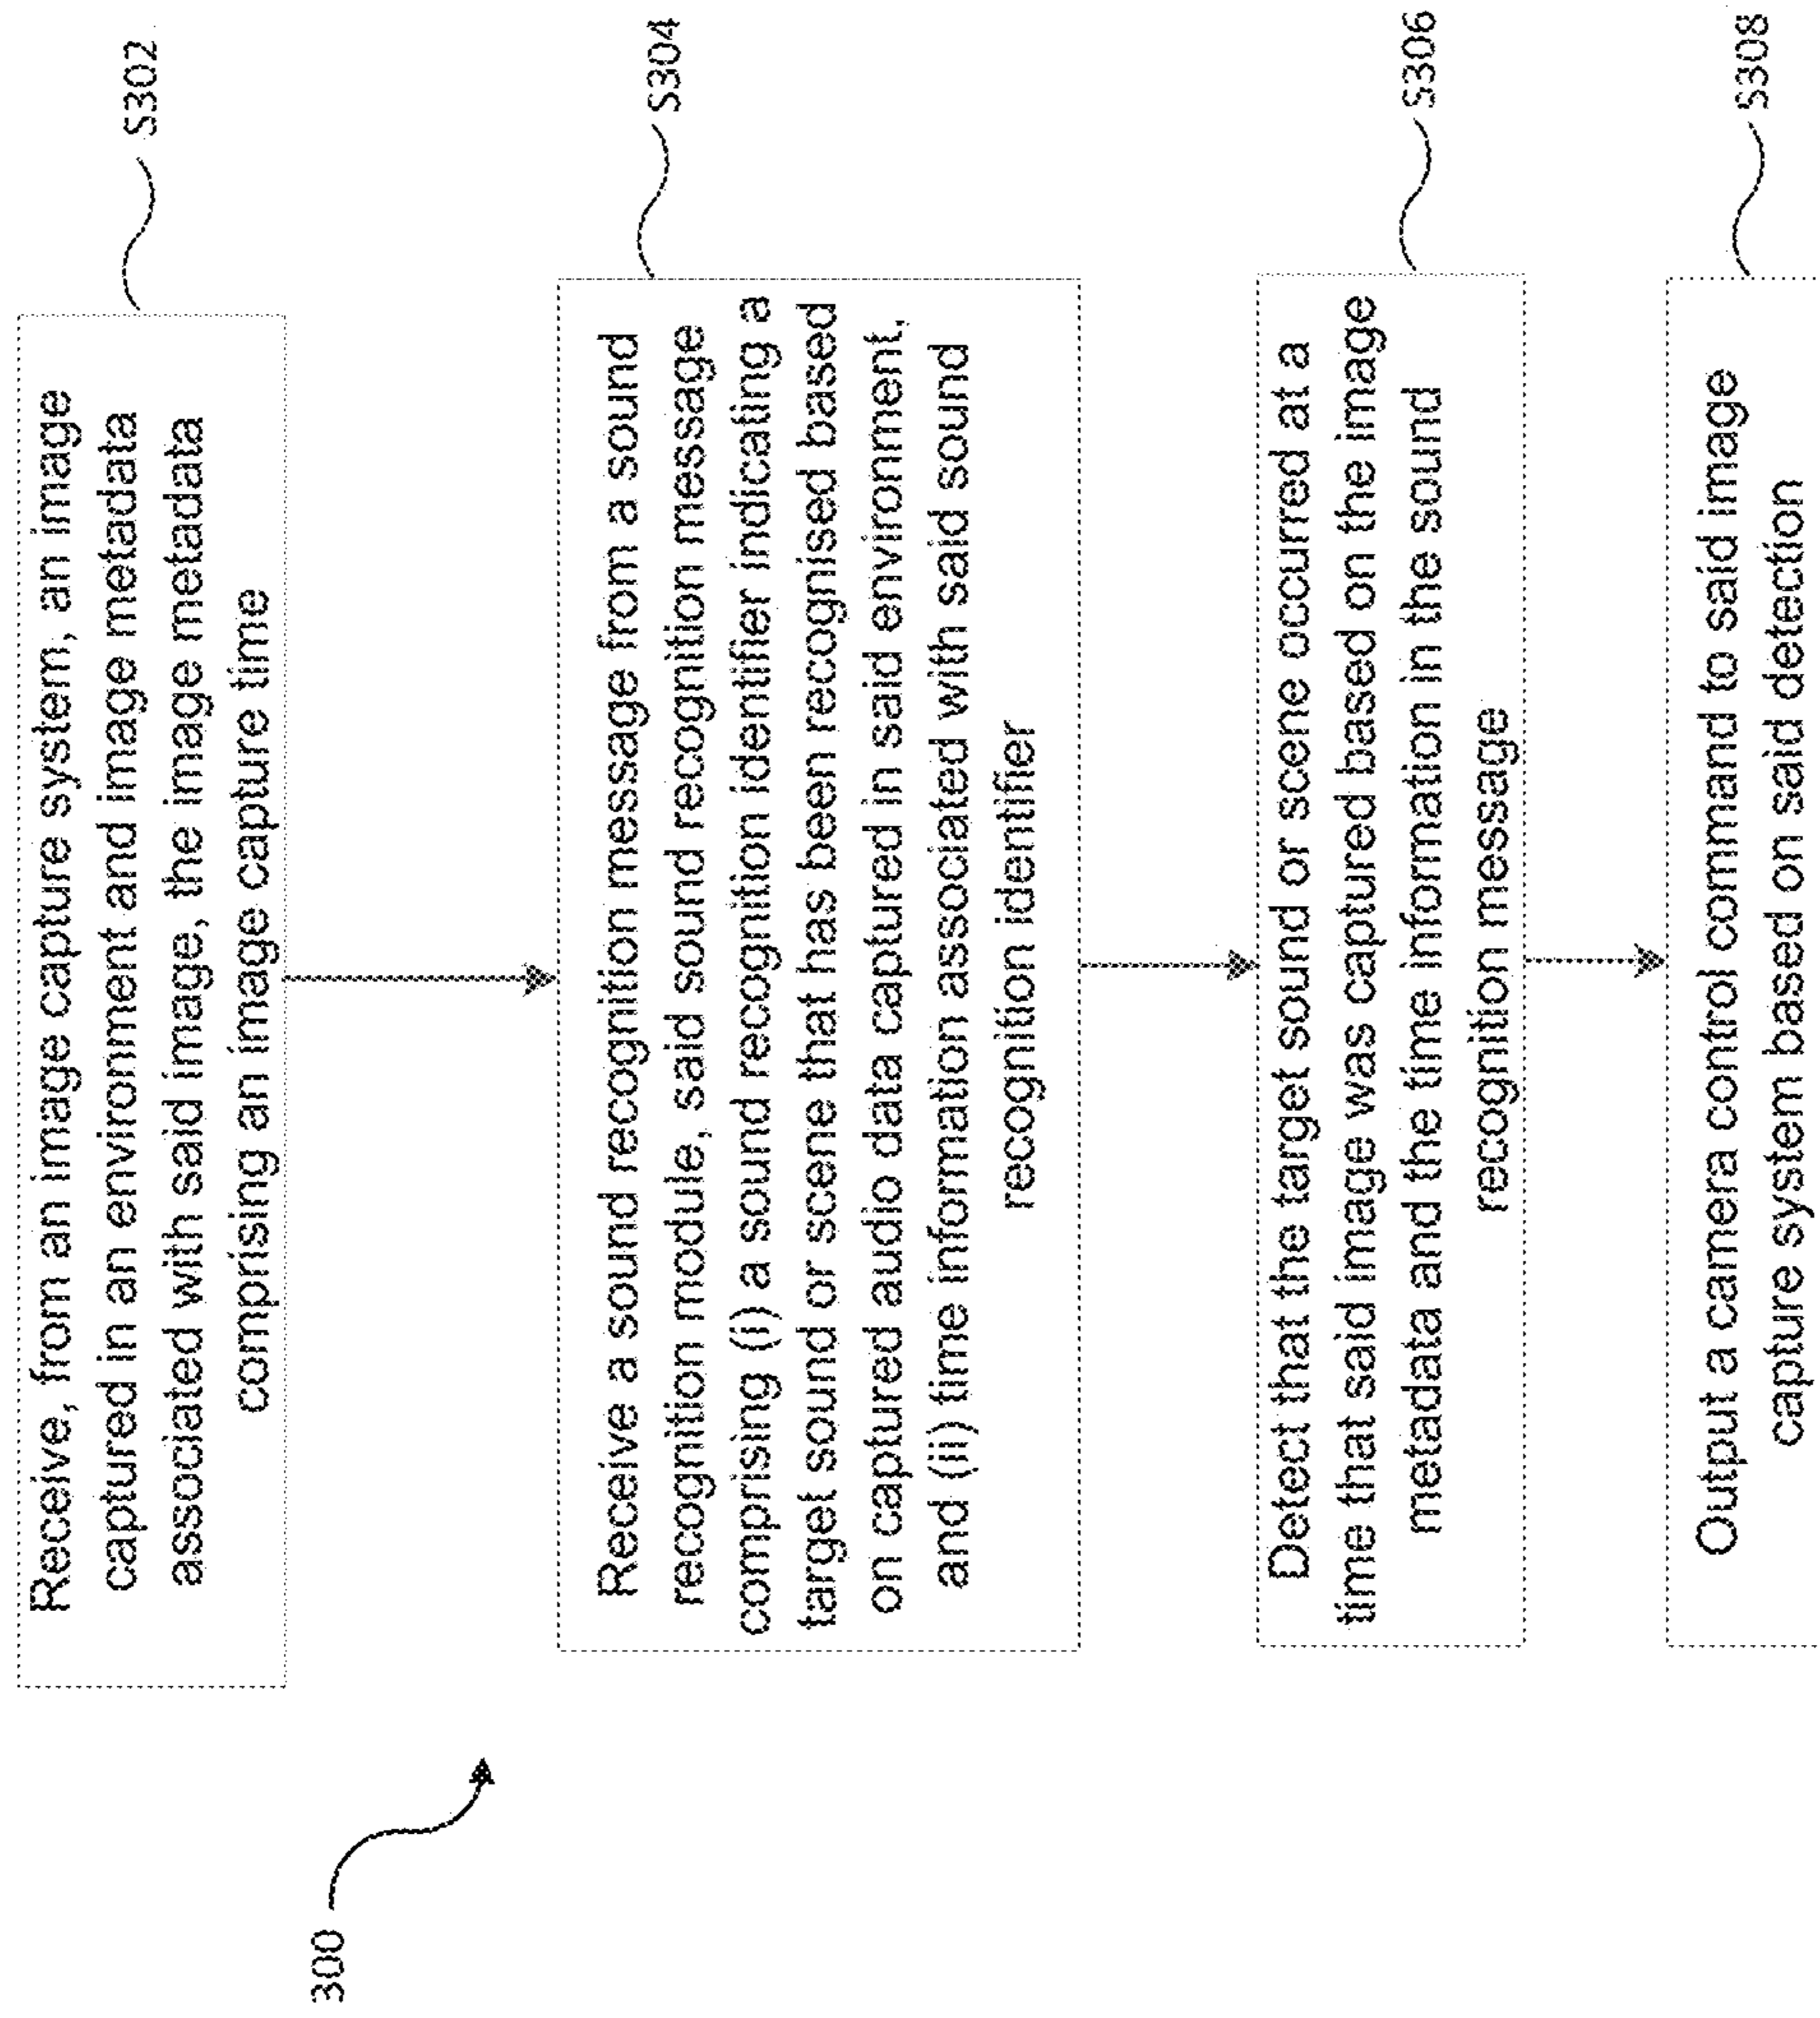 300
Receive, from an image capture system, an image
captured in an environment and image metadata
associated with said image, the image metadata
comprising an image capture time
S302
Receive a sound recognition message from a sound
recognition module, said sound recognition message
comprising (i) a sound recognition identifier indicating a
target sound or scene that has been recognised based
on captured audio data captured in said environment,
and (ii) time information associated with said sound
recognition identifier
S304
Detect that the target sound or scene occurred at a
time that said image was captured based on the image
metadata and the time information in the sound
recognition message
S306
Output a camera control command to said image
capture system based on said detection
S308